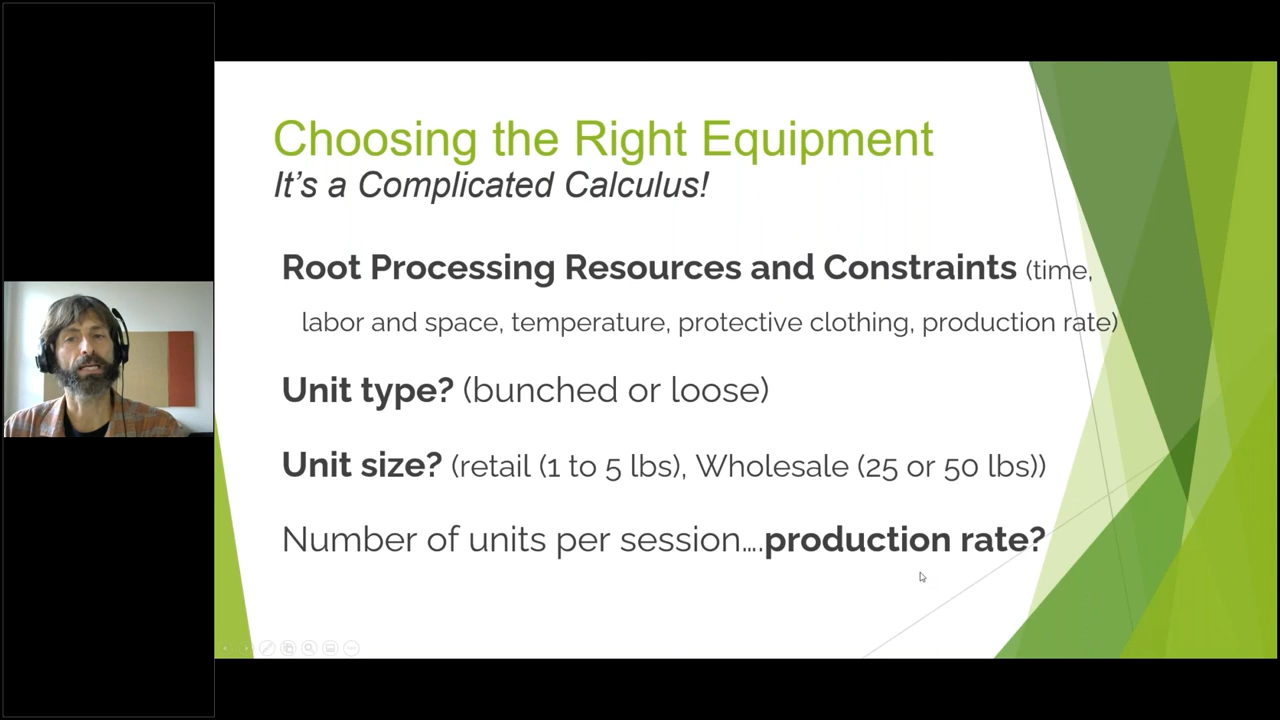 Choosing the Right Equipment
It's a Complicated Calculus!
Root Processing Resources and Constraints (time,
labor and space, temperature, protective clothing, production rate)
Unit type? (bunched or loose)
Unit size? (retail (1 to 5 lbs), Wholesale (25 or 50 lbs))
Number of units per session....production rate?